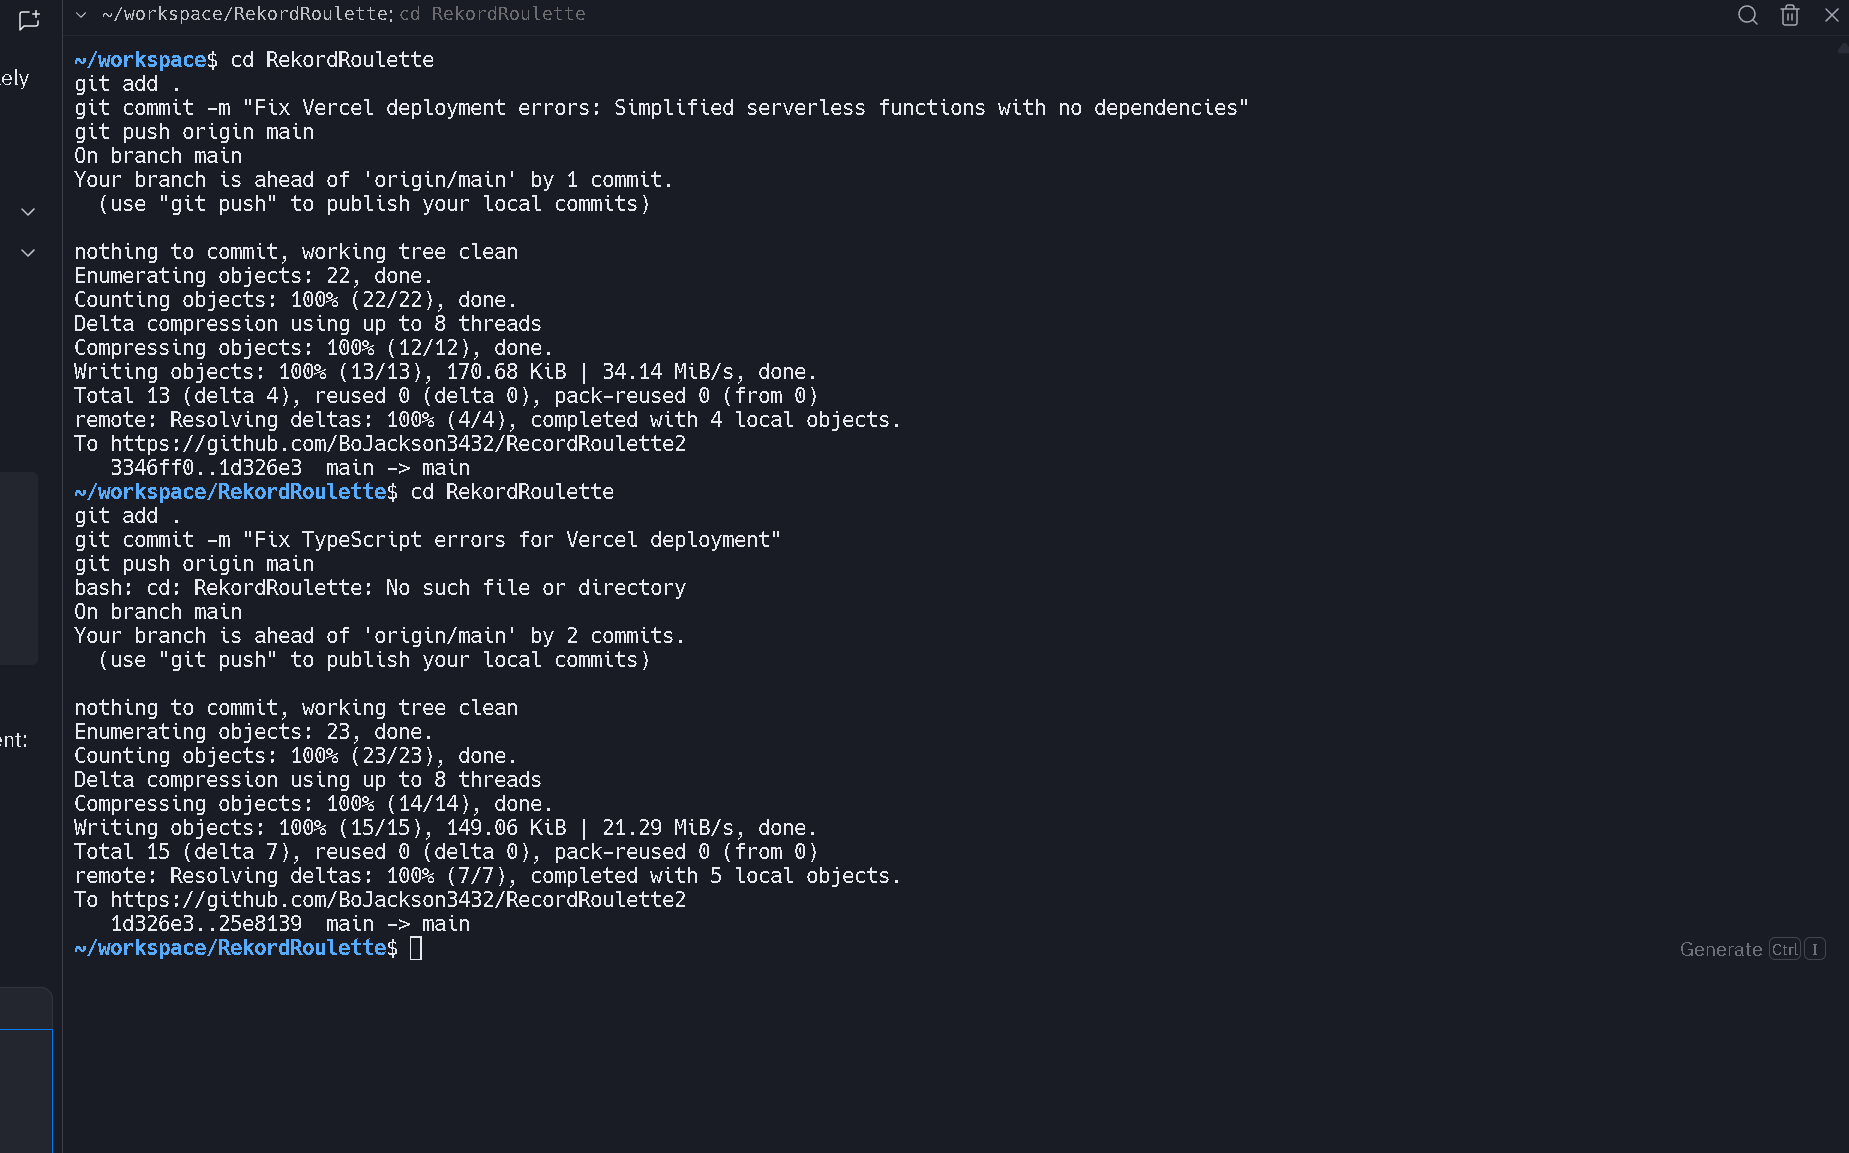 ~/workspace/RekordRoulette: cd RekordRoulette
ely
~/workspace$ cd RekordRoulette
git add .
git commit -m "Fix Vercel deployment errors: Simplified serverless functions with no dependencies"
git push origin main
On branch main
Your branch is ahead of 'origin/main' by 1 commit.
  (use "git push" to publish your local commits)

nothing to commit, working tree clean
Enumerating objects: 22, done.
Counting objects: 100% (22/22), done.
Delta compression using up to 8 threads
Compressing objects: 100% (12/12), done.
Writing objects: 100% (13/13), 170.68 KiB | 34.14 MiB/s, done.
Total 13 (delta 4), reused 0 (delta 0), pack-reused 0 (from 0)
remote: Resolving deltas: 100% (4/4), completed with 4 local objects.
To https://github.com/BoJackson3432/RecordRoulette2
   3346ff0..1d326e3  main -> main
~/workspace/RekordRoulette$ cd RekordRoulette
git add .
git commit -m "Fix TypeScript errors for Vercel deployment"
git push origin main
bash: cd: RekordRoulette: No such file or directory
On branch main
Your branch is ahead of 'origin/main' by 2 commits.
  (use "git push" to publish your local commits)

nothing to commit, working tree clean
Enumerating objects: 23, done.
ent:
Counting objects: 100% (23/23), done.
Delta compression using up to 8 threads
Compressing objects: 100% (14/14), done.
Writing objects: 100% (15/15), 149.06 KiB | 21.29 MiB/s, done.
Total 15 (delta 7), reused 0 (delta 0), pack-reused 0 (from 0)
remote: Resolving deltas: 100% (7/7), completed with 5 local objects.
To https://github.com/BoJackson3432/RecordRoulette2
   1d326e3..25e8139  main -> main
~/workspace/RekordRoulette$
Generate Ctrl I